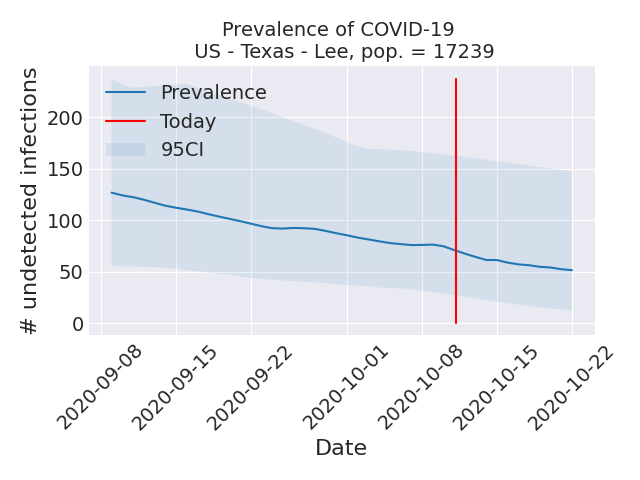 Prevalence of COVID-19
US - Texas - Lee, pop. = 17239
# undetected infections
200
150
100
50
0
Prevalence
Today
95CI
2020-09-08
2020-09-15
2020-09-22
2020-10-01
2020-10-08
2020-10-15
2020-10-22
Date